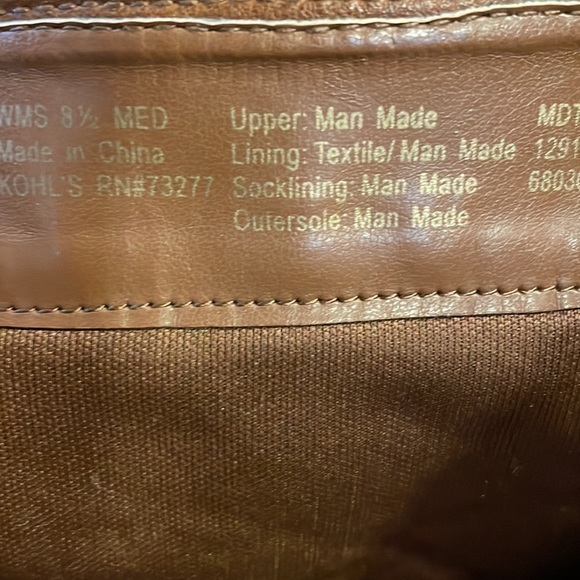 WMS 8½ MED Upper: Man Made MDT
Made in China Lining: Textile/ Man Made 1291
KOHL'S RN#73277 Socklining: Man Made 6803
Outersole: Man Made